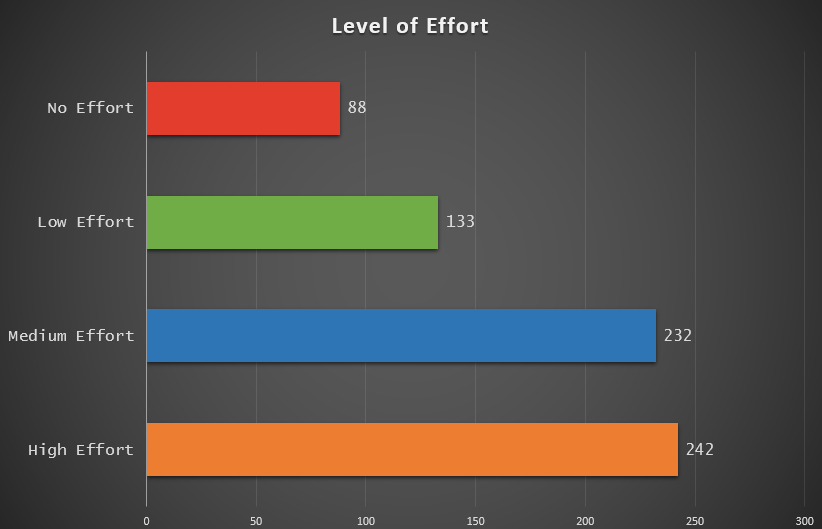 Level of Effort
No Effort 88
Low Effort 133
Medium Effort 232
High Effort 242
0 50 100 150 200 250 300